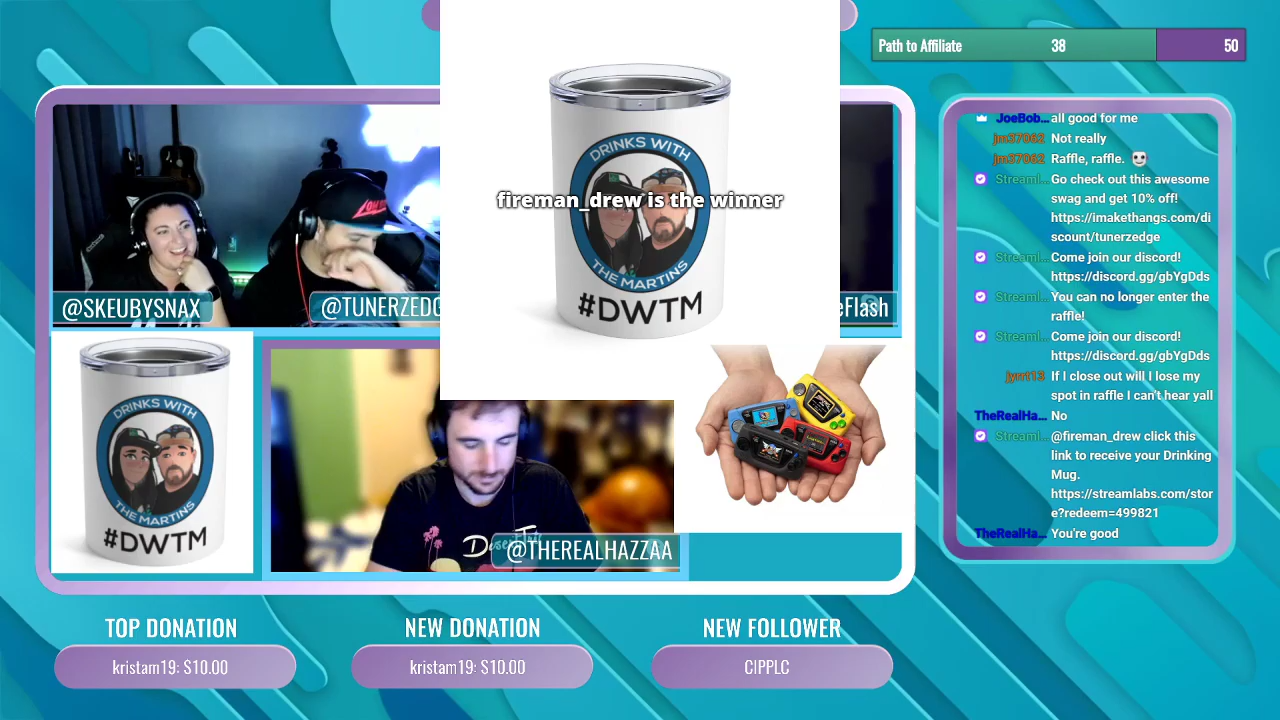 Path to Affiliate 38 50
DRINKS WITH
fireman_drew is the winner
THE MARTINS
#DWTM
@SKEUBYSNAX
@TUNERZEDG
eFlash
DRINKS WITH
THE MARTINS
#DWTM
@THEREALHAZZAA
JoeBob... all good for me
jm37062 Not really
jm37062 Raffle, raffle.
Streaml... Go check out this awesome
swag and get 10% off!
https://imakethangs.com/di
scount/tunerzedge
Streaml... Come join our discord!
https://discord.gg/gbYgDds
Streaml... You can no longer enter the
raffle!
Streaml... Come join our discord!
https://discord.gg/gbYgDds
jyrrt13 If I close out will I lose my
spot in raffle I can't hear yall
TheRealHa... No
Streaml... @fireman_drew click this
link to receive your Drinking
Mug.
https://streamlabs.com/stor
e?redeem=499821
TheRealHa... You're good
TOP DONATION
kristam19: $10.00
NEW DONATION
kristam19: $10.00
NEW FOLLOWER
CIPPLC